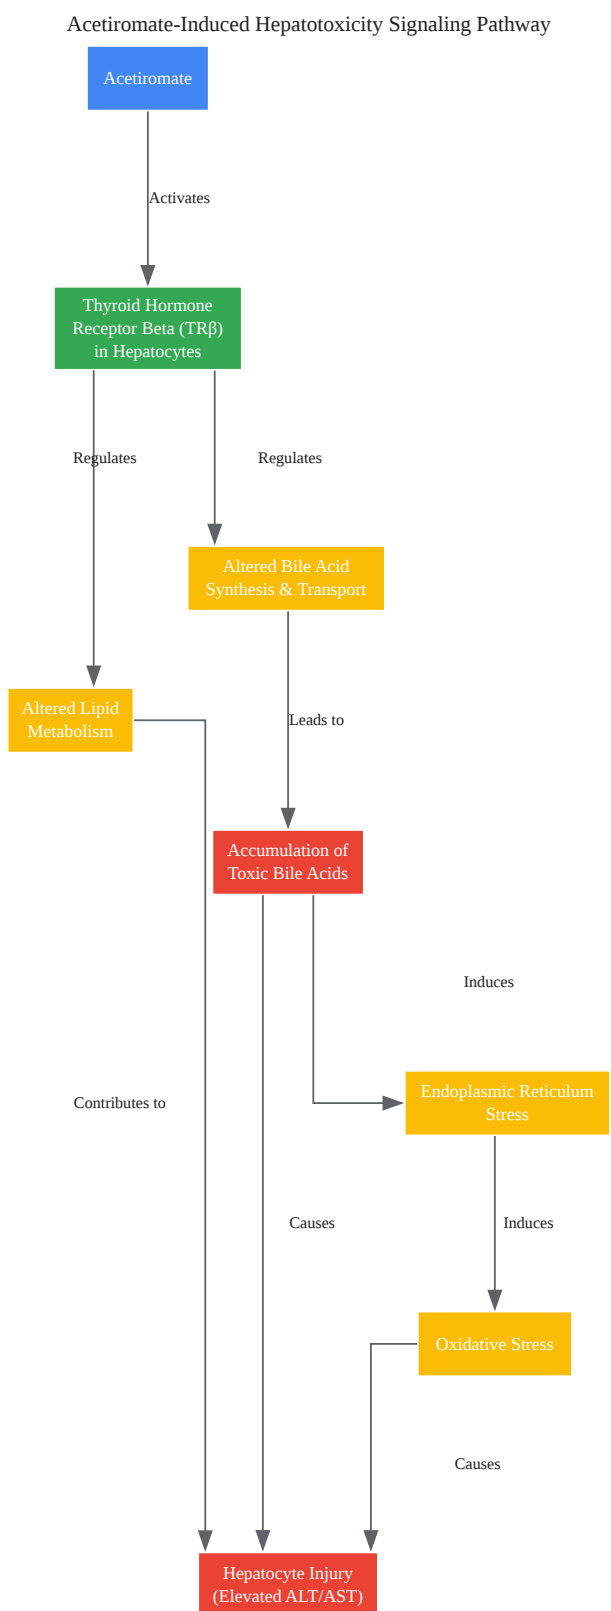 Acetiromate-Induced Hepatotoxicity Signaling Pathway
Acetiromate
Activates
Thyroid Hormone
Receptor Beta (TRβ)
in Hepatocytes
Regulates
Regulates
Altered Bile Acid
Synthesis & Transport
Altered Lipid
Metabolism
Leads to
Accumulation of
Toxic Bile Acids
Induces
Endoplasmic Reticulum
Stress
Contributes to
Causes
Induces
Oxidative Stress
Causes
Hepatocyte Injury
(Elevated ALT/AST)